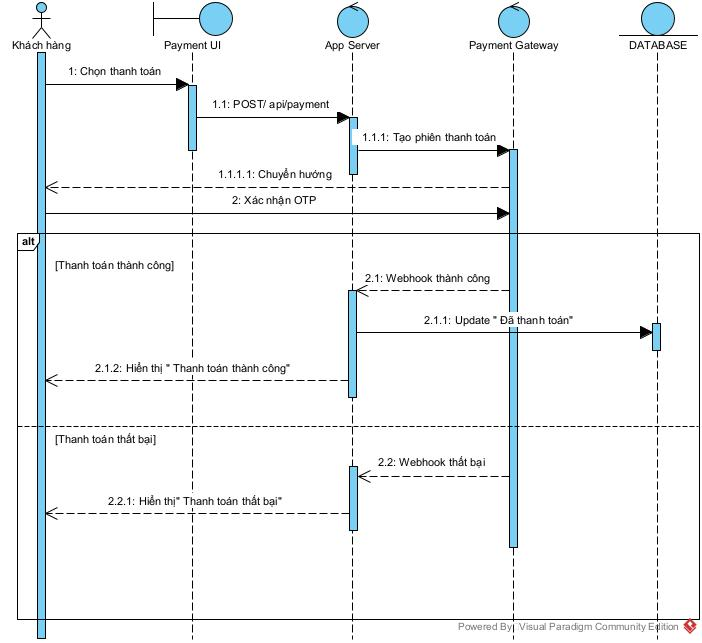 Khách hàng
Payment UI
App Server
Payment Gateway
DATABASE
1: Chọn thanh toán
1.1: POST/ api/payment
1.1.1: Tạo phiên thanh toán
1.1.1.1: Chuyển hướng
2: Xác nhận OTP
alt
[Thanh toán thành công]
2.1: Webhook thành công
2.1.1: Update " Đã thanh toán"
2.1.2: Hiển thị " Thanh toán thành công"
[Thanh toán thất bại]
2.2: Webhook thất bại
2.2.1: Hiển thị" Thanh toán thất bại"
Powered By: Visual Paradigm Community Edition